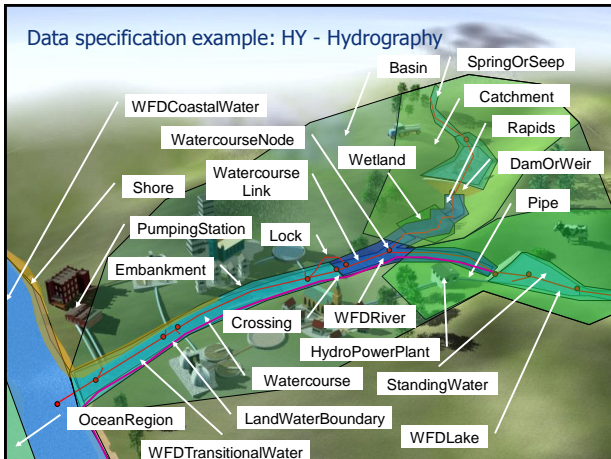 Data specification example: HY - Hydrography
Basin
SpringOrSeep
WFDCoastalWater
Catchment
WatercourseNode
Rapids
Wetland
DamOrWeir
Watercourse
Link
Shore
Pipe
PumpingStation
Lock
Embankment
Crossing
WFDRiver
HydroPowerPlant
Watercourse
StandingWater
OceanRegion
LandWaterBoundary
WFDLake
WFDTransitionalWater